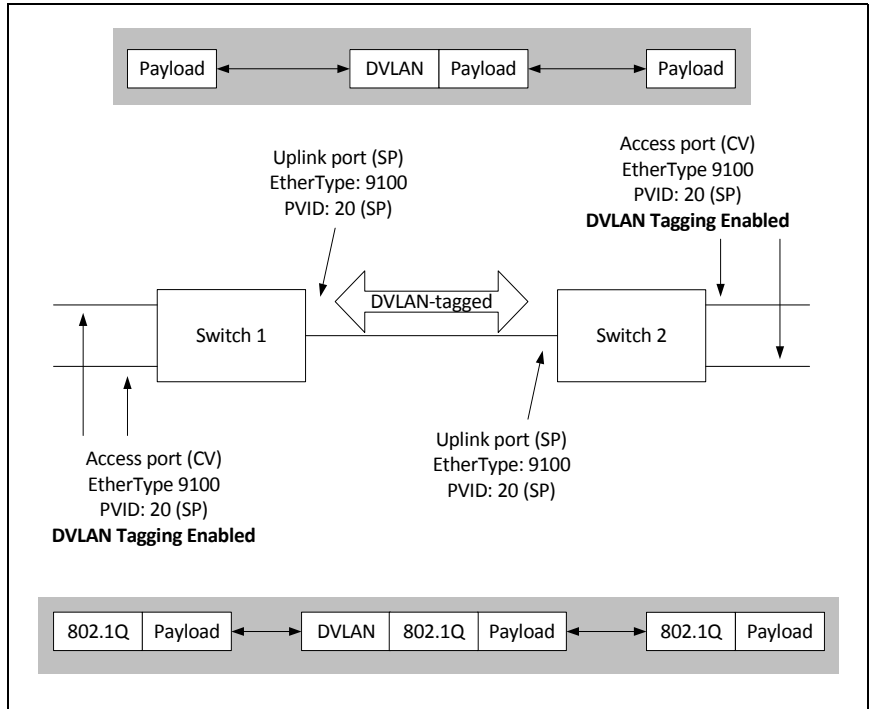 Payload
DVLAN
Payload
Payload
Uplink port (SP)
EtherType: 9100
PVID: 20 (SP)
Access port (CV)
EtherType 9100
PVID: 20 (SP)
DVLAN Tagging Enabled
Switch 1
DVLAN-tagged
Switch 2
Access port (CV)
EtherType 9100
PVID: 20 (SP)
DVLAN Tagging Enabled
Uplink port (SP)
EtherType: 9100
PVID: 20 (SP)
802.1Q
Payload
DVLAN
802.1Q
Payload
802.1Q
Payload